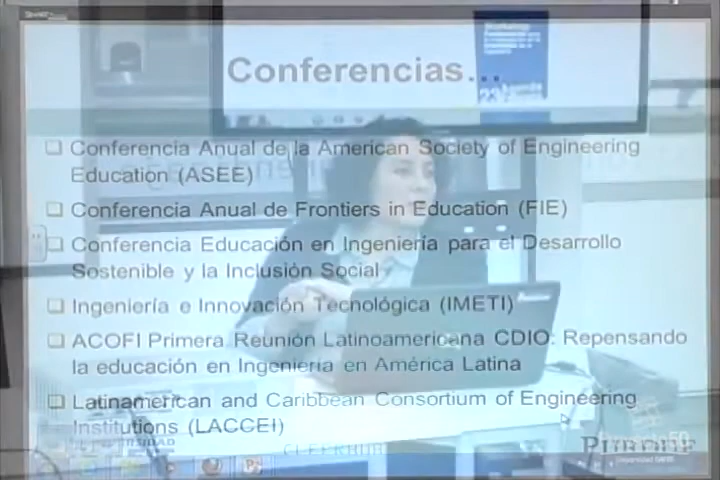 Conferencias...
Conferencia Anual de la American Society of Engineering
Education (ASEE)
Conferencia Anual de Frontiers in Education (FIE)
Conferencia Educación en Ingeniería para el Desarrollo
Sostenible y la Inclusión Social
Ingeniería e Innovación Tecnológica (IMETI)
ACOFI Primera Reunión Latinoamericana CDIO: Repensando
la educación en Ingeniería en América Latina
Latinamerican and Caribbean Consortium of Engineering
Institutions (LACCEI)
PURDUE